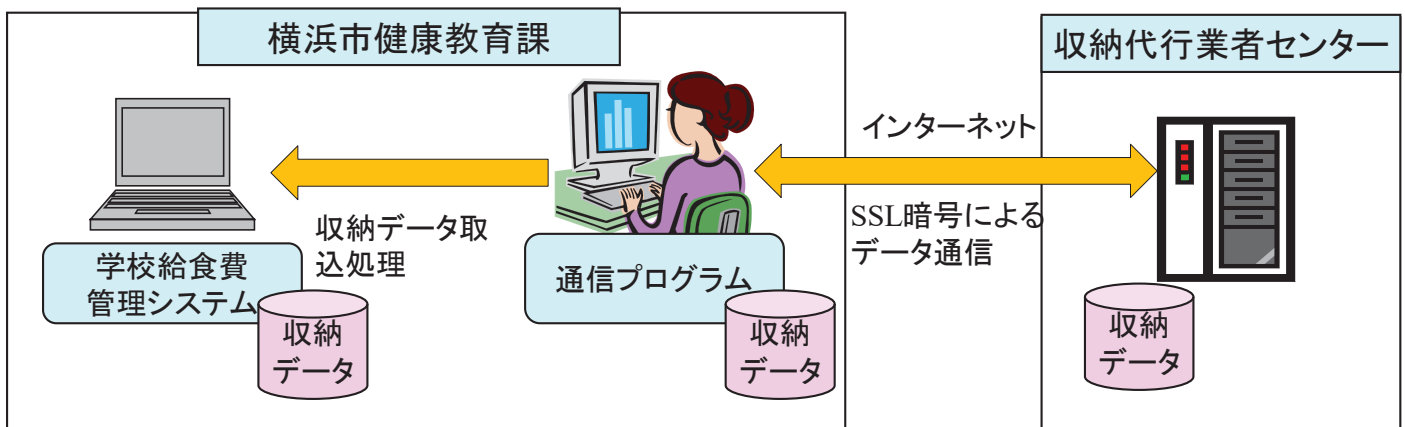 横浜市健康教育課
収納代行業者センター
インターネット
SSL暗号による
データ通信
収納データ取
込処理
学校給食費
管理システム
通信プログラム
収納
データ
収納
データ
収納
データ